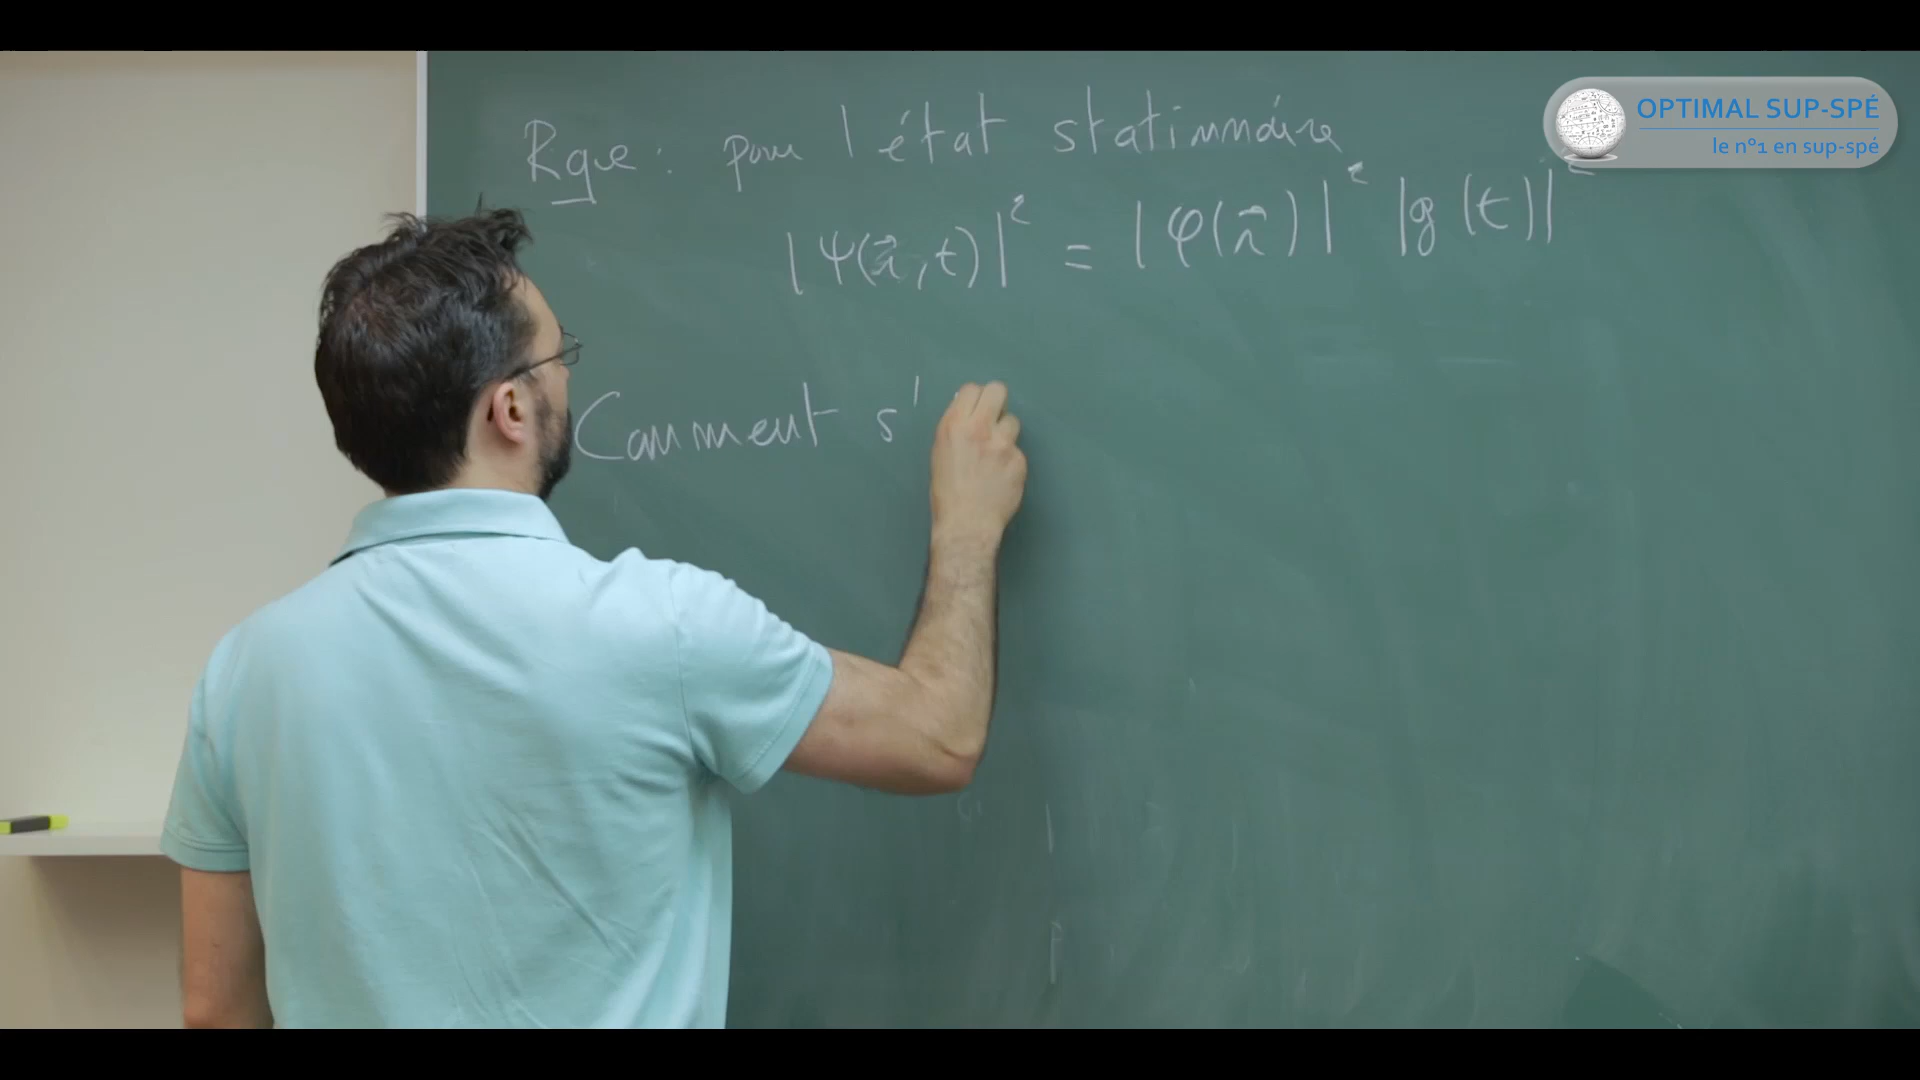 OPTIMAL SUP-SPÉ
le n°1 en sup-spé
Rque : pour l'état stationnaire
|Ψ(r⃗,t)|² = |φ(r⃗)|² |g(t)|²
Comment s'